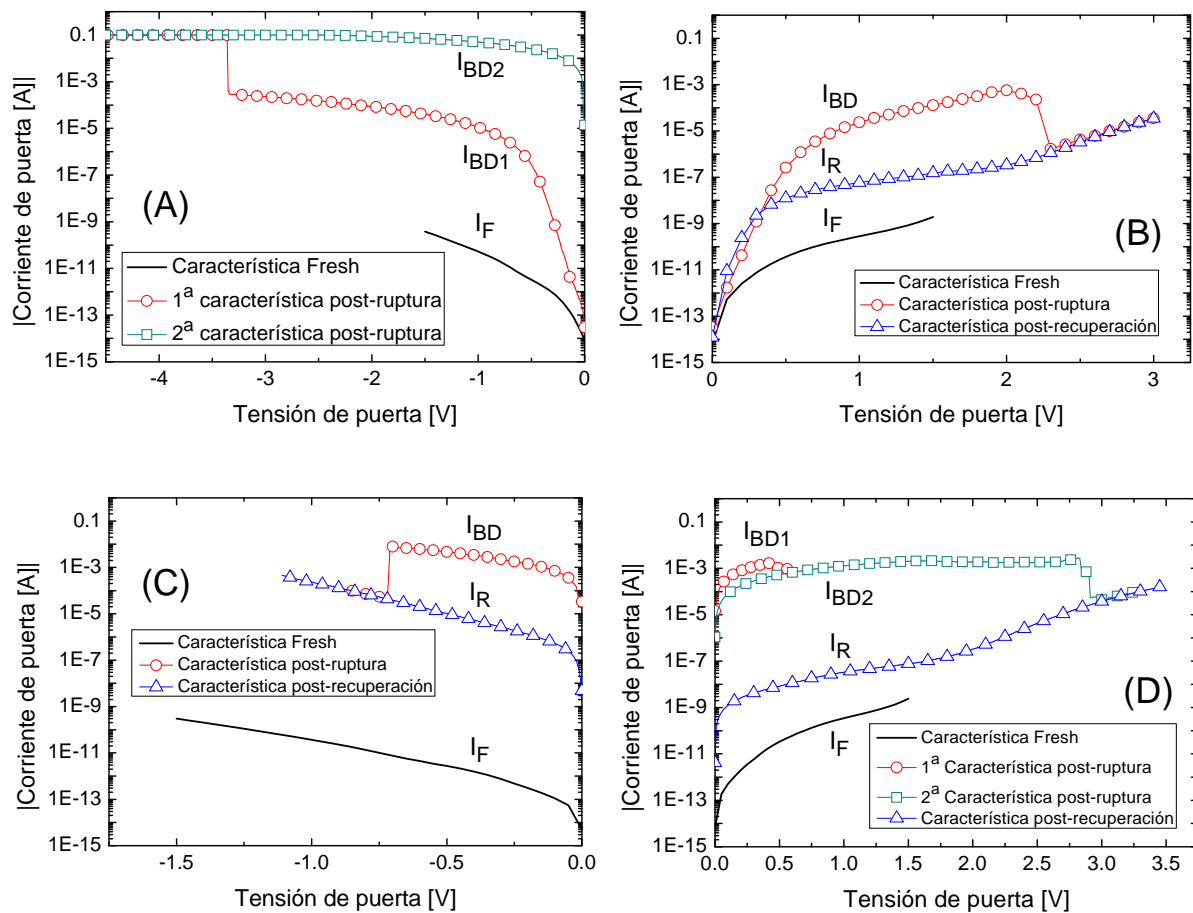 0.1
1E-3
1E-5
1E-7
1E-9
1E-11
1E-13
1E-15
-4
-3
-2
-1
0
|Corriente de puerta [A]|
Tensión de puerta [V]
(A)
I_BD2
I_BD1
I_F
Característica Fresh
1ª característica post-ruptura
2ª característica post-ruptura
0.1
1E-3
1E-5
1E-7
1E-9
1E-11
1E-13
1E-15
0
1
2
3
|Corriente de puerta [A]|
Tensión de puerta [V]
(B)
I_BD
I_R
I_F
Característica Fresh
Característica post-ruptura
Característica post-recuperación
0.1
1E-3
1E-5
1E-7
1E-9
1E-11
1E-13
1E-15
-1.5
-1.0
-0.5
0.0
|Corriente de puerta [A]|
Tensión de puerta [V]
(C)
I_BD
I_R
I_F
Característica Fresh
Característica post-ruptura
Característica post-recuperación
0.1
1E-3
1E-5
1E-7
1E-9
1E-11
1E-13
1E-15
0.0
0.5
1.0
1.5
2.0
2.5
3.0
3.5
|Corriente de puerta [A]|
Tensión de puerta [V]
(D)
I_BD1
I_BD2
I_R
I_F
Característica Fresh
1ª Característica post-ruptura
2ª Característica post-ruptura
Característica post-recuperación